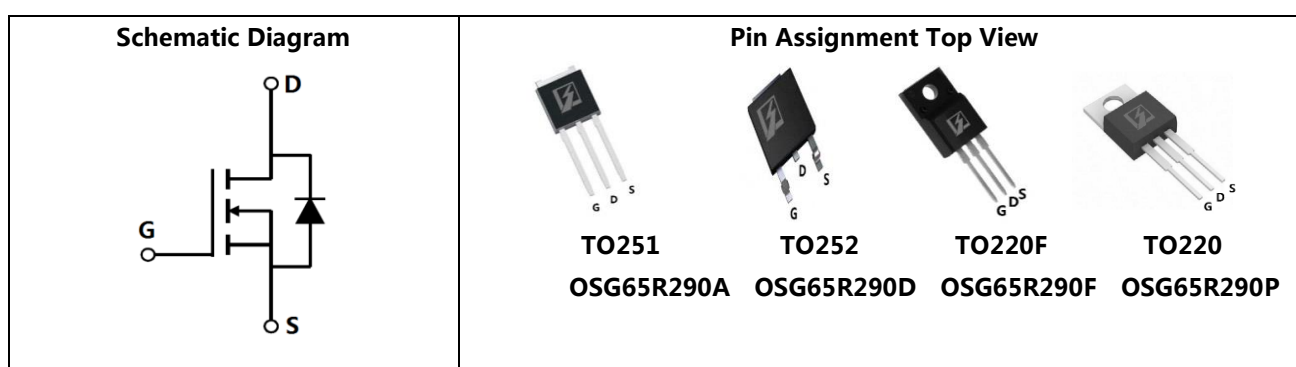 Schematic Diagram
D
G
S
Pin Assignment Top View
G D S
G D S
G D S
G D S
TO251 TO252 TO220F TO220
OSG65R290A OSG65R290D OSG65R290F OSG65R290P